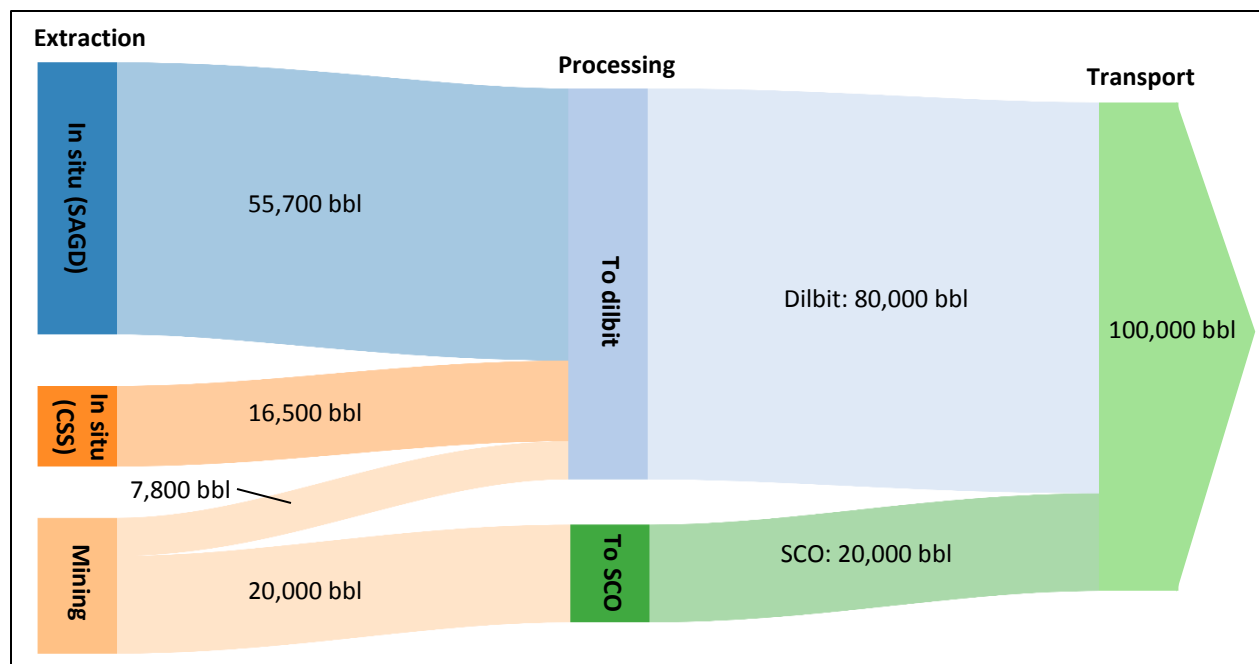 Extraction
Processing
Transport
In situ (SAGD)
55,700 bbl
To dilbit
Dilbit: 80,000 bbl
100,000 bbl
In situ
(CSS)
16,500 bbl
7,800 bbl
Mining
20,000 bbl
To SCO
SCO: 20,000 bbl